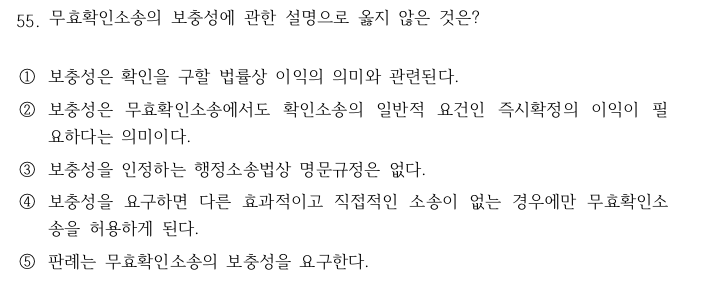 55. 무효확인소송의 보충성에 관한 설명으로 옳지 않은 것은?
① 보충성은 확인을 구할 법률상 이익의 의미와 관련된다.
② 보충성은 무효확인소송에서도 확인소송의 일반적 요건인 즉시확정의 이익이 필
요하다는 의미이다.
③ 보충성을 인정하는 행정소송법상 명문규정은 없다.
④ 보충성을 요구하면 다른 효과적이고 직접적인 소송이 없는 경우에만 무효확인소
송을 허용하게 된다.
⑤ 판례는 무효확인소송의 보충성을 요구한다.